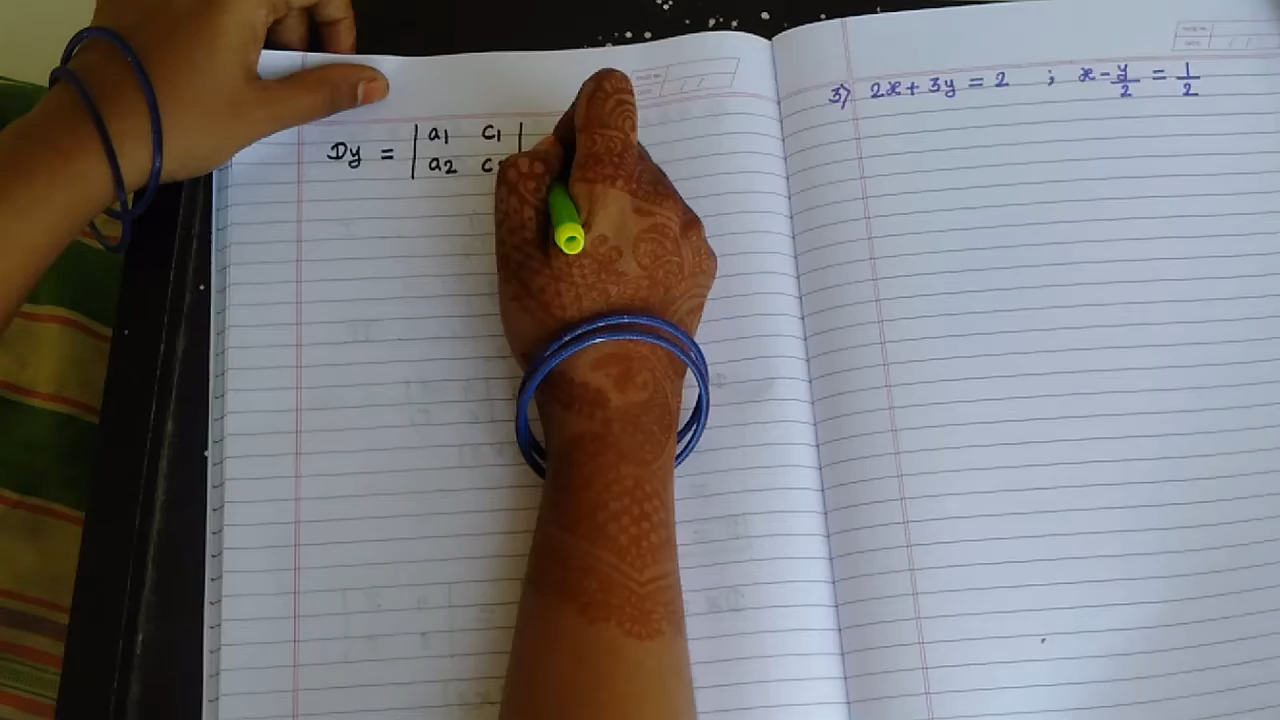 Dy = | a1 c1 |
| a2 c
3) 2x + 3y = 2 ; x - y/2 = 1/2